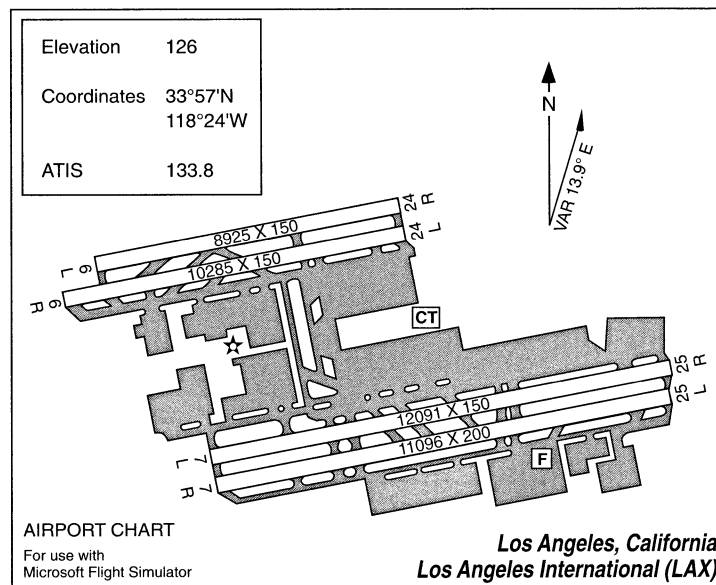 Elevation 126
Coordinates 33°57'N
118°24'W
ATIS 133.8
N
VAR 13.9° E
24 R
24 L
8925 X 150
10285 X 150
6 L
6 R
CT
25 R
25 L
12091 X 150
11096 X 200
7 L
7 R
F
AIRPORT CHART
For use with
Microsoft Flight Simulator
Los Angeles, California
Los Angeles International (LAX)